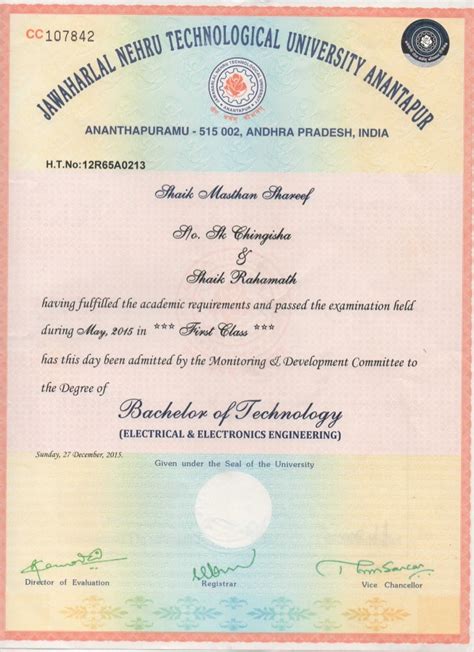 CC107842
JAWAHARLAL NEHRU TECHNOLOGICAL UNIVERSITY ANANTAPUR
ANANTHAPURAMU - 515 002, ANDHRA PRADESH, INDIA
H.T.No:12R65A0213
Shaik Masthan Shareef
S/o. Sk Chingisha
&
Shaik Rahamath
having fulfilled the academic requirements and passed the examination held
during May, 2015 in *** First Class ***
has this day been admitted by the Monitoring & Development Committee to
the Degree of
Bachelor of Technology
(ELECTRICAL & ELECTRONICS ENGINEERING)
Sunday, 27 December, 2015.
Given under the Seal of the University
Director of Evaluation
Registrar
Vice Chancellor